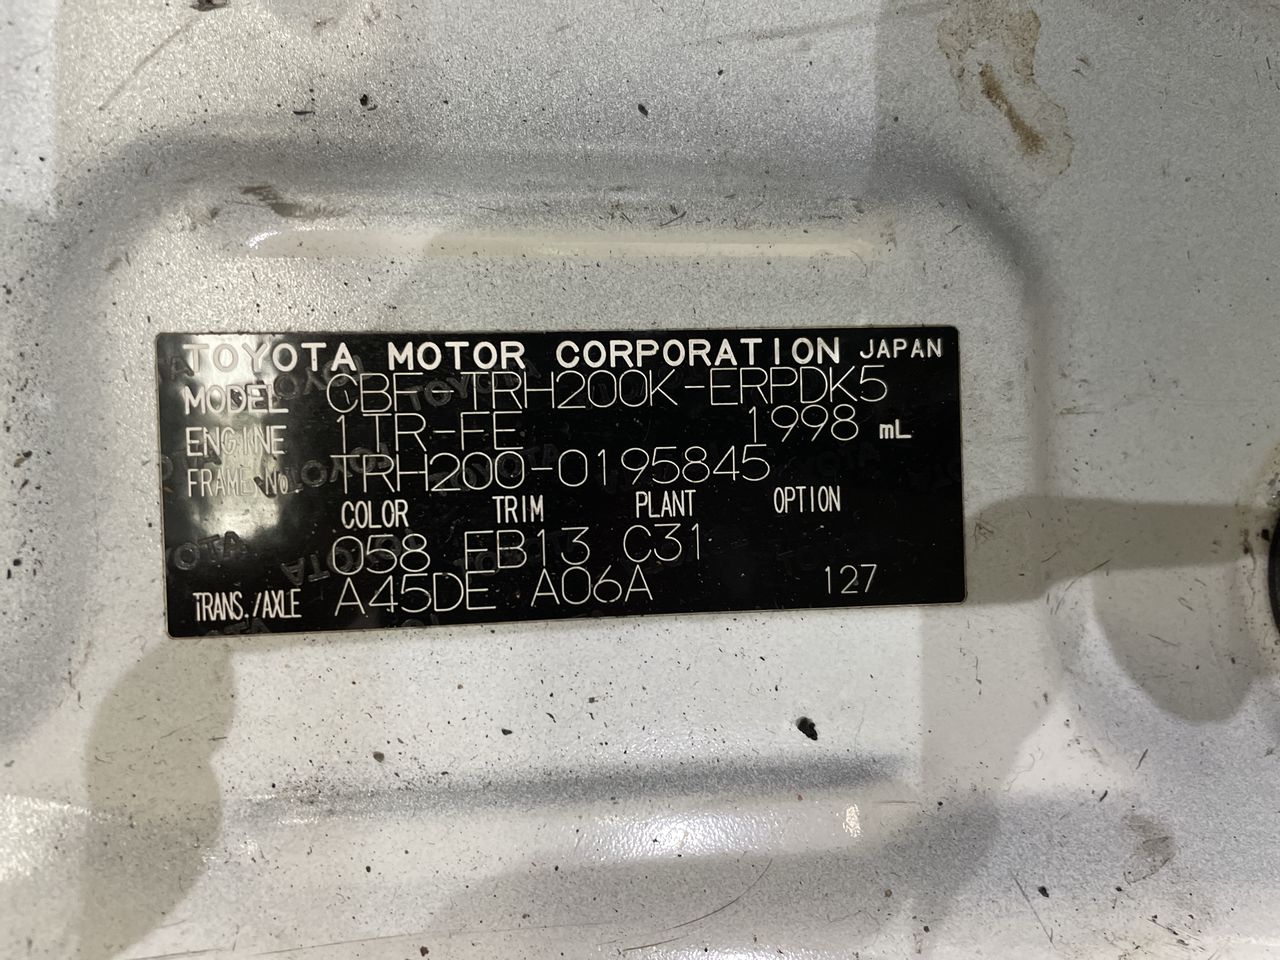 TOYOTA MOTOR CORPORATION JAPAN
MODEL CBF-TRH200K-ERPDK5
ENGINE 1TR-FE 1998 mL
FRAME No. TRH200-0195845
COLOR TRIM PLANT OPTION
058 FB13 C31
TRANS./AXLE A45DE A06A 127